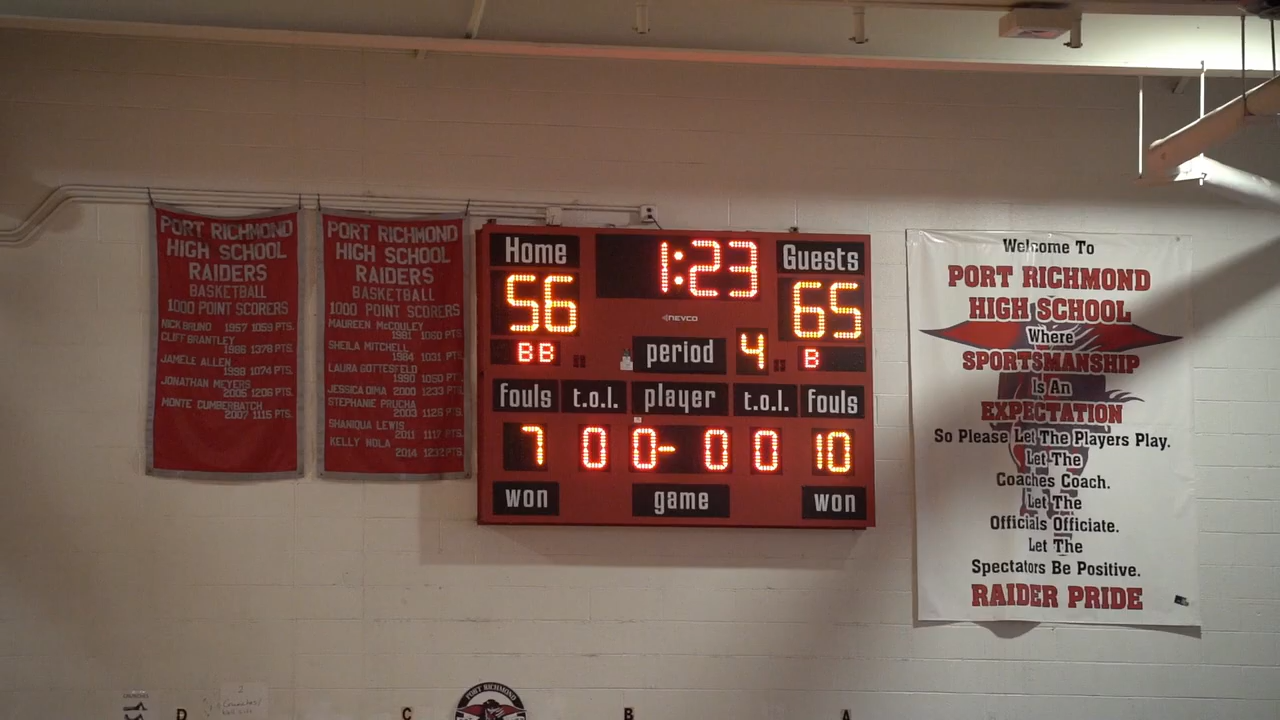 PORT RICHMOND
HIGH SCHOOL
RAIDERS
BASKETBALL
1000 POINT SCORERS
NICK BRUNO 1957 1059 PTS.
CLIFF BRANTLEY
1986 1378 PTS.
JAMELE ALLEN
1998 1074 PTS.
JONATHAN MEYERS
2005 1206 PTS.
MONTE CUMBERBATCH
2007 1115 PTS.
PORT RICHMOND
HIGH SCHOOL
RAIDERS
BASKETBALL
1000 POINT SCORERS
MAUREEN McCOULEY
1981 1060 PTS.
SHEILA MITCHELL
1984 1031 PTS.
LAURA GOTTESFELD
1990 1050 PTS.
JESSICA DIMA 2000 1233 PTS.
STEPHANIE PRUCHA
2003 1126 PTS.
SHANIQUA LEWIS
2011 1117 PTS.
KELLY NOLA
2014 1232 PTS.
Home 1:23 Guests
56 65
NEVCO
BB period 4 B
fouls t.o.l. player t.o.l. fouls
7 0 0-0 0 10
won game won
Welcome To
PORT RICHMOND
HIGH SCHOOL
Where
SPORTSMANSHIP
Is An
EXPECTATION
So Please Let The Players Play.
Let The
Coaches Coach.
Let The
Officials Officiate.
Let The
Spectators Be Positive.
RAIDER PRIDE
D
2
C
PORT RICHMOND
B
A